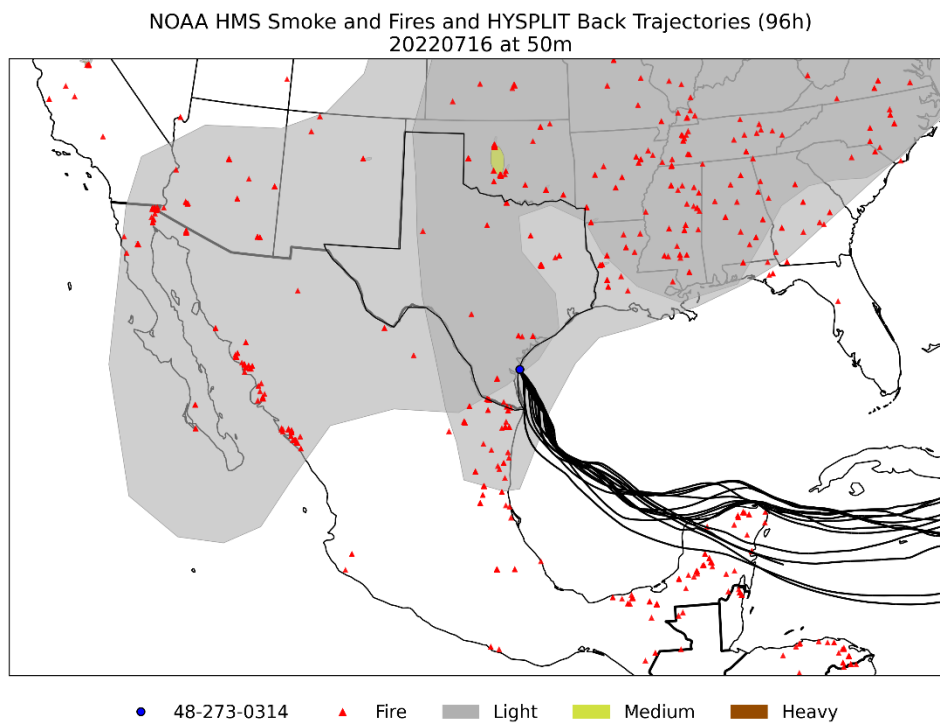 NOAA HMS Smoke and Fires and HYSPLIT Back Trajectories (96h)
20220716 at 50m
48-273-0314 Fire Light Medium Heavy